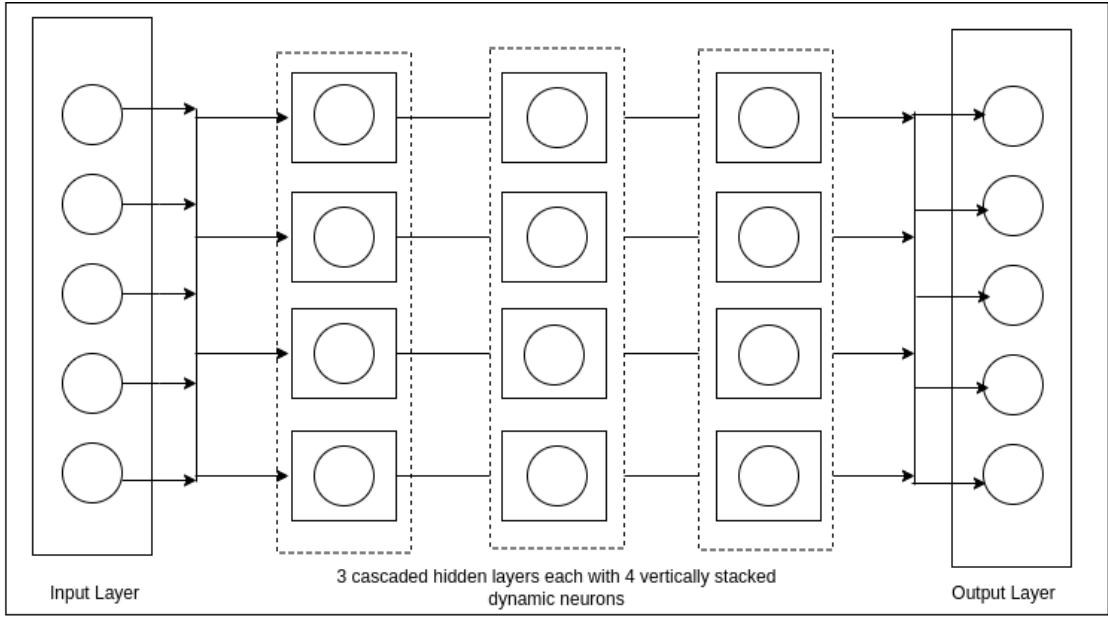 3 cascaded hidden layers each with 4 vertically stacked
dynamic neurons
Input Layer
Output Layer